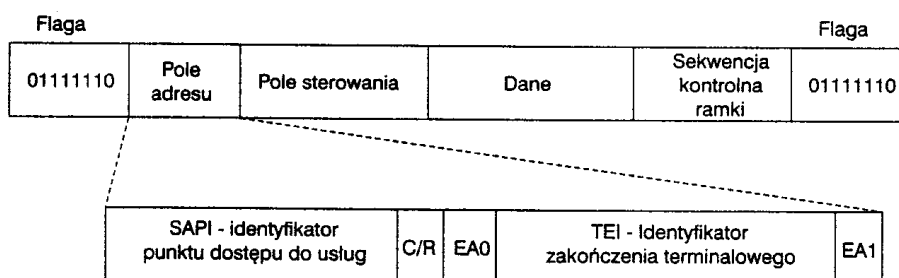 Flaga
Flaga
01111110
Pole
adresu
Pole sterowania
Dane
Sekwencja
kontrolna
ramki
01111110
SAPI - identyfikator
punktu dostępu do usług
C/R
EA0
TEI - Identyfikator
zakończenia terminalowego
EA1